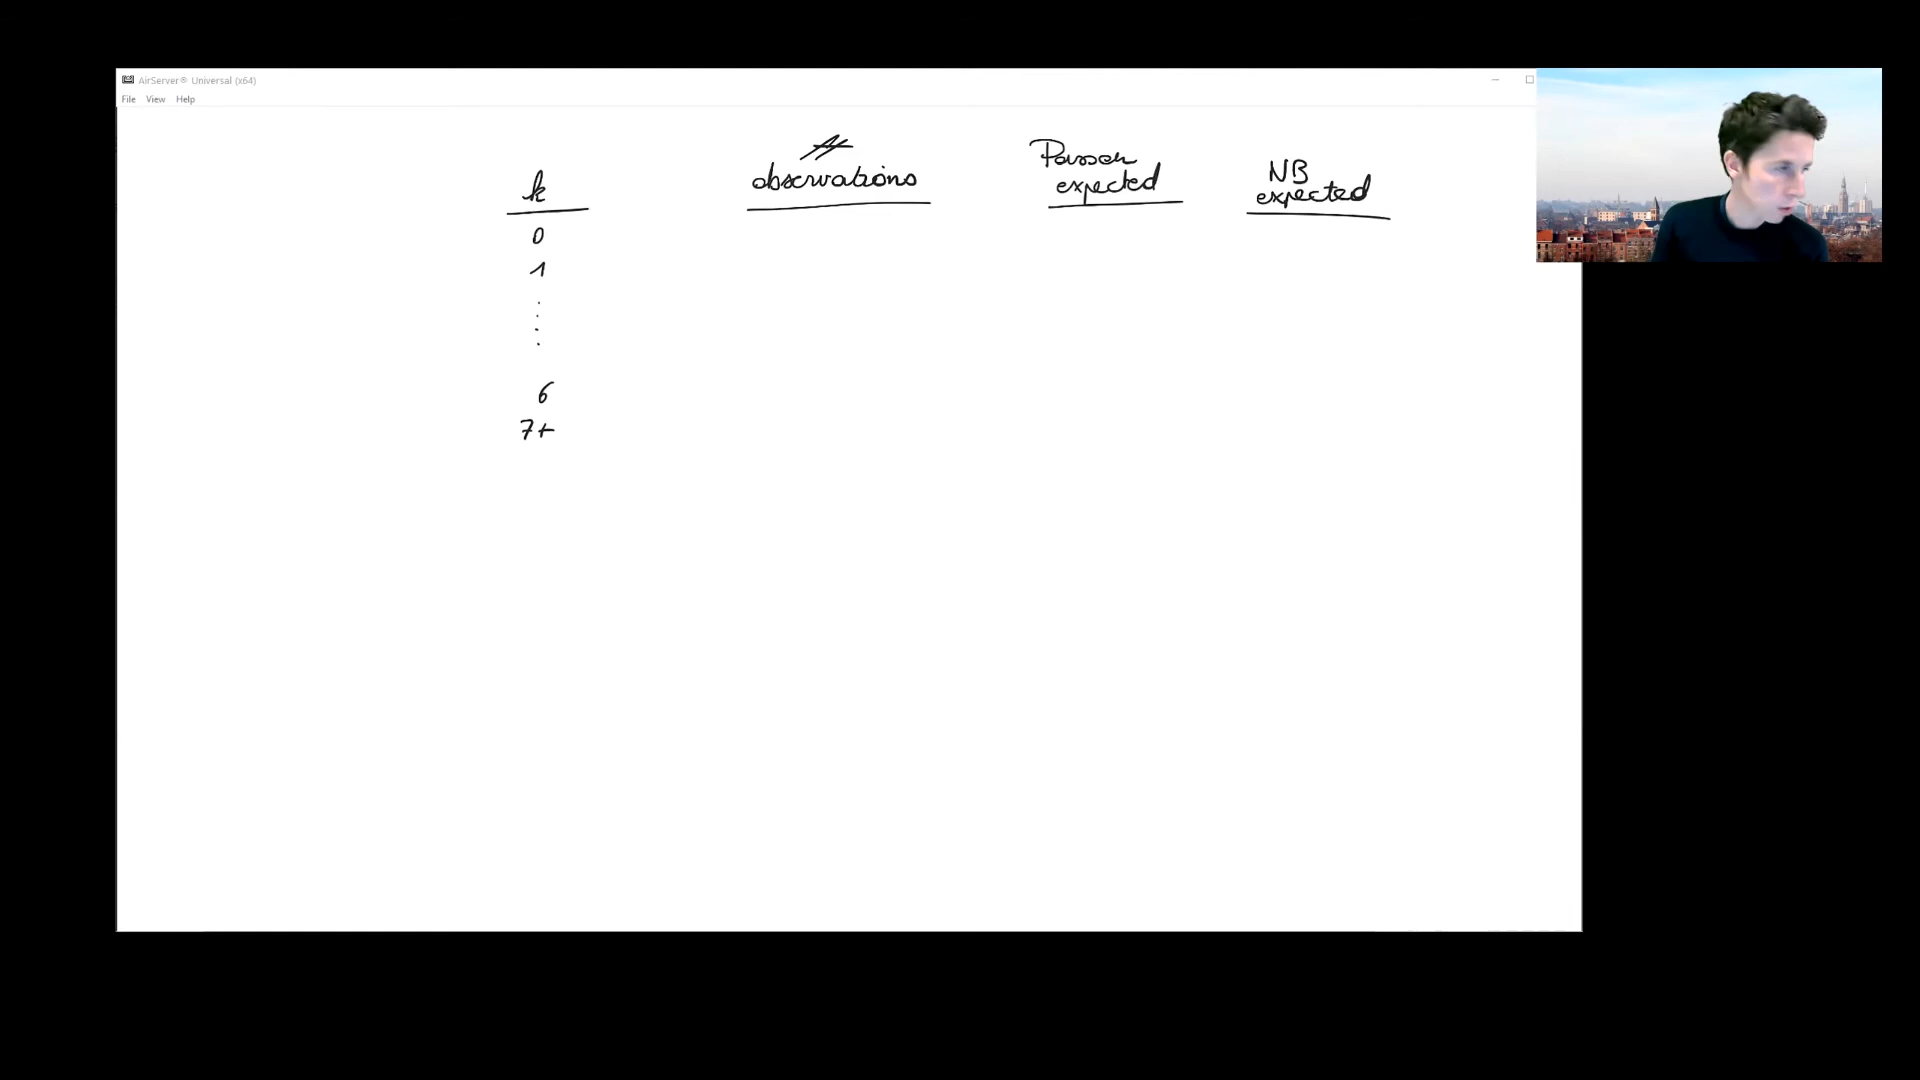 AirServer® Universal (x64)
File View Help
k
#
observations
Poisson
expected
NB
expected
0
1
6
7+